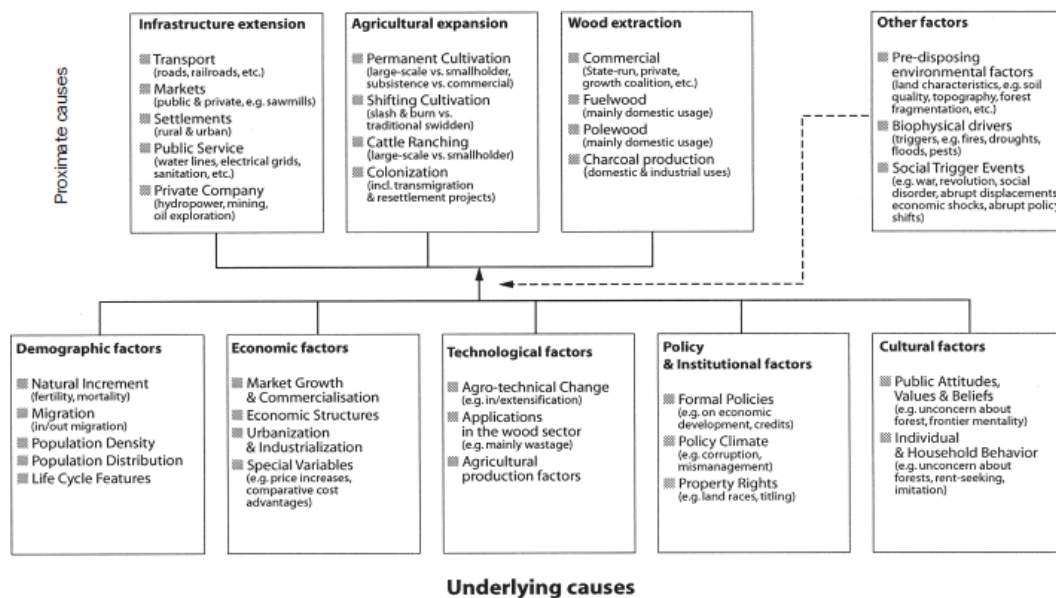 Proximate causes
Infrastructure extension
Transport
(roads, railroads, etc.)
Markets
(public & private, e.g. sawmills)
Settlements
(rural & urban)
Public Service
(water lines, electrical grids,
sanitation, etc.)
Private Company
(hydropower, mining,
oil exploration)
Agricultural expansion
Permanent Cultivation
(large-scale vs. smallholder,
subsistence vs. commercial)
Shifting Cultivation
(slash & burn vs.
traditional swidden)
Cattle Ranching
(large-scale vs. smallholder)
Colonization
(incl. transmigration
& resettlement projects)
Wood extraction
Commercial
(State-run, private,
growth coalition, etc.)
Fuelwood
(mainly domestic usage)
Polewood
(mainly domestic usage)
Charcoal production
(domestic & industrial uses)
Other factors
Pre-disposing
environmental factors
(land characteristics, e.g. soil
quality, topography, forest
fragmentation, etc.)
Biophysical drivers
(triggers, e.g. fires, droughts,
floods, pests)
Social Trigger Events
(e.g. war, revolution, social
disorder, abrupt displacements,
economic shocks, abrupt policy
shifts)
Demographic factors
Natural Increment
(fertility, mortality)
Migration
(in/out migration)
Population Density
Population Distribution
Life Cycle Features
Economic factors
Market Growth
& Commercialisation
Economic Structures
Urbanization
& Industrialization
Special Variables
(e.g. price increases,
comparative cost
advantages)
Technological factors
Agro-technical Change
(e.g. in/extensification)
Applications
in the wood sector
(e.g. mainly wastage)
Agricultural
production factors
Policy
& Institutional factors
Formal Policies
(e.g. on economic
development, credits)
Policy Climate
(e.g. corruption,
mismanagement)
Property Rights
(e.g. land races, titling)
Cultural factors
Public Attitudes,
Values & Beliefs
(e.g. unconcern about
forest, frontier mentality)
Individual
& Household Behavior
(e.g. unconcern about
forests, rent-seeking,
imitation)
Underlying causes